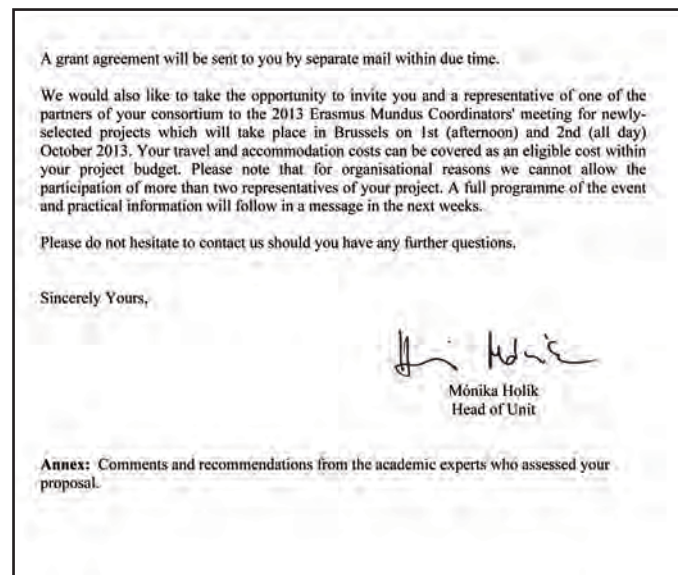 A grant agreement will be sent to you by separate mail within due time.
We would also like to take the opportunity to invite you and a representative of one of the
partners of your consortium to the 2013 Erasmus Mundus Coordinators' meeting for newly-
selected projects which will take place in Brussels on 1st (afternoon) and 2nd (all day)
October 2013. Your travel and accommodation costs can be covered as an eligible cost within
your project budget. Please note that for organisational reasons we cannot allow the
participation of more than two representatives of your project. A full programme of the event
and practical information will follow in a message in the next weeks.
Please do not hesitate to contact us should you have any further questions.
Sincerely Yours,
Mónika Holik
Head of Unit
Annex: Comments and recommendations from the academic experts who assessed your
proposal.